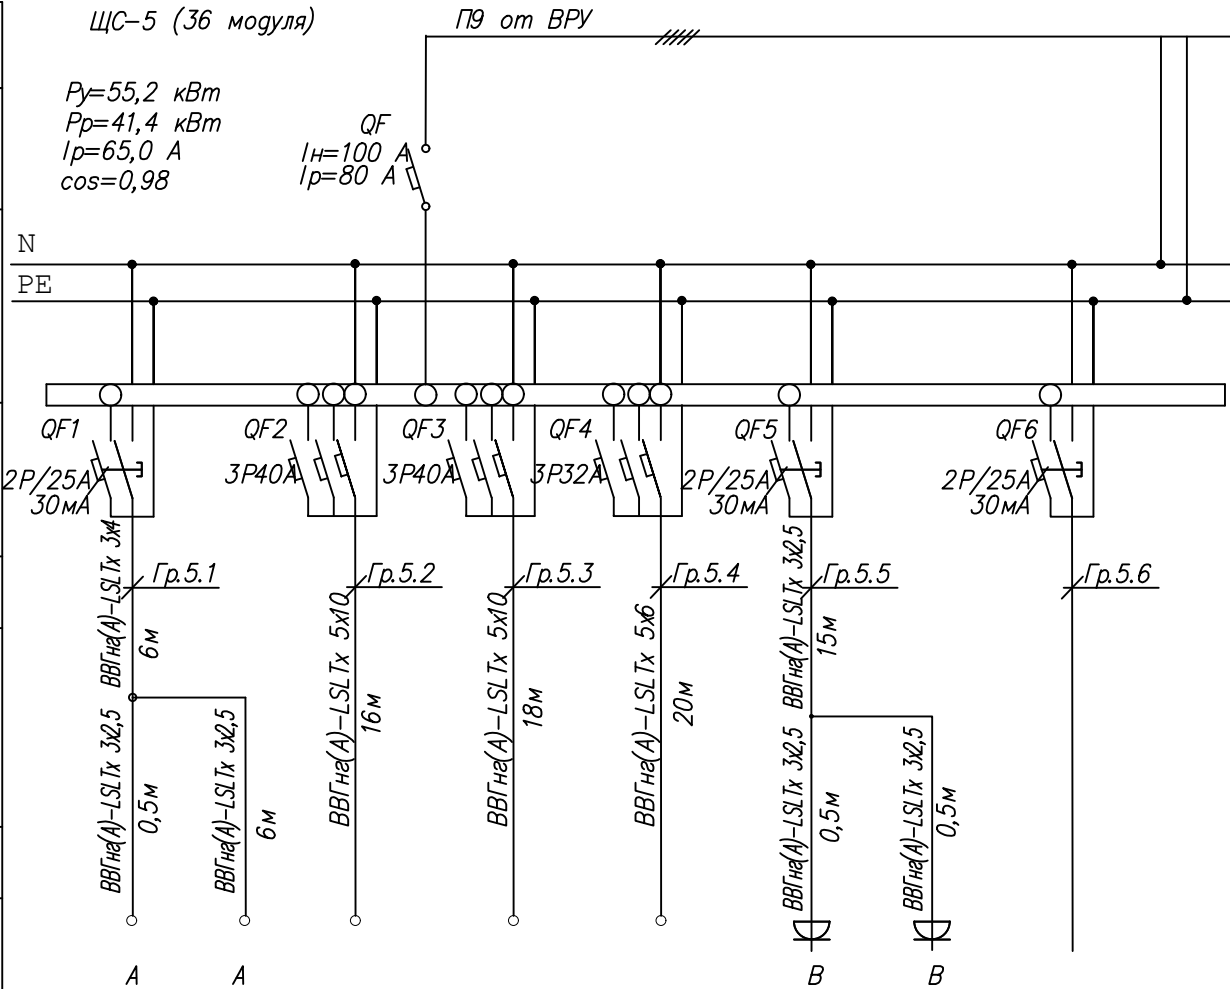 ЩС-5 (36 модуля)
П9 от ВРУ
Ру=55,2 кВт
Рр=41,4 кВт
Iр=65,0 А
cos=0,98
QF
Iн=100 А
Iр=80 А
N
PE
QF1
2Р/25А
30мА
QF2
3Р40А
QF3
3Р40А
QF4
3Р32А
QF5
2Р/25А
30мА
QF6
2Р/25А
30мА
Гр.5.1
Гр.5.2
Гр.5.3
Гр.5.4
Гр.5.5
Гр.5.6
ВВГнг(А)-LSLTx 3х4
6м
ВВГнг(А)-LSLTx 3х2,5
0,5м
ВВГнг(А)-LSLTx 3х2,5
6м
ВВГнг(А)-LSLTx 5х10
16м
ВВГнг(А)-LSLTx 5х10
18м
ВВГнг(А)-LSLTx 5х6
20м
ВВГнг(А)-LSLTx 3х2,5
15м
ВВГнг(А)-LSLTx 3х2,5
0,5м
ВВГнг(А)-LSLTx 3х2,5
0,5м
А
А
В
В